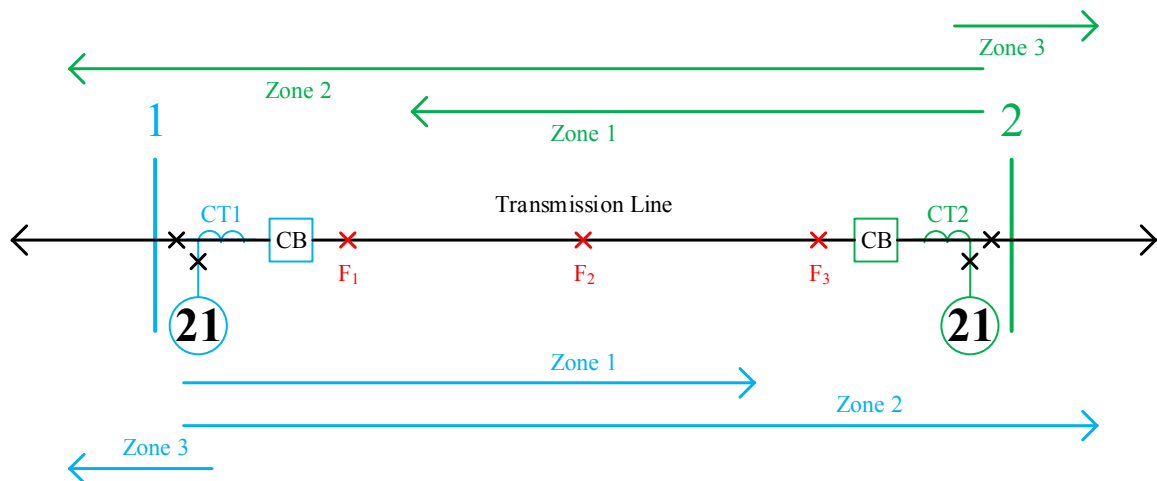 Zone 3
Zone 2
Zone 1
1
2
Transmission Line
CT1
CT2
CB
CB
F₁
F₂
F₃
21
21
Zone 1
Zone 2
Zone 3